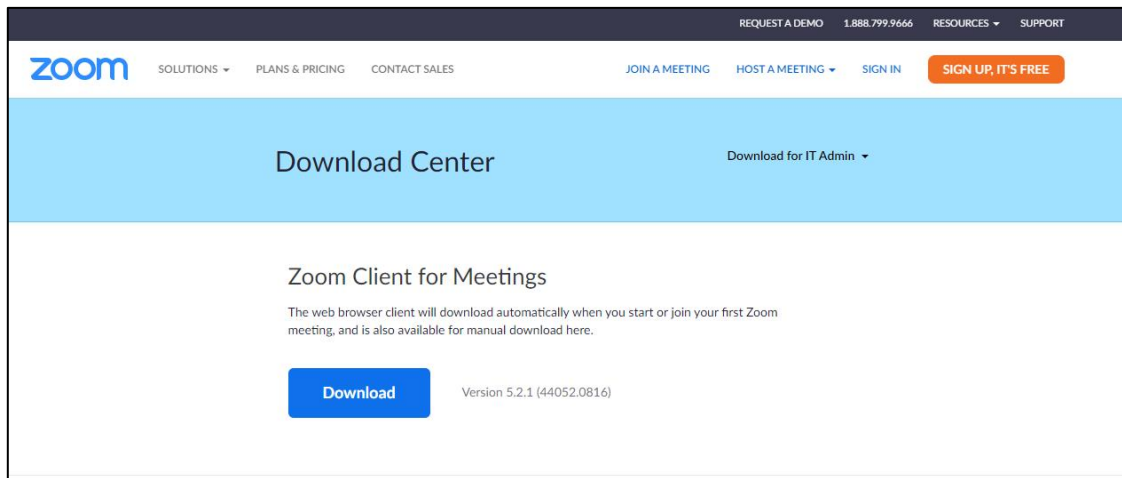 REQUEST A DEMO 1.888.799.9666 RESOURCES SUPPORT
zoom SOLUTIONS PLANS & PRICING CONTACT SALES JOIN A MEETING HOST A MEETING SIGN IN SIGN UP, IT'S FREE
Download Center Download for IT Admin
Zoom Client for Meetings
The web browser client will download automatically when you start or join your first Zoom
meeting, and is also available for manual download here.
Download Version 5.2.1 (44052.0816)